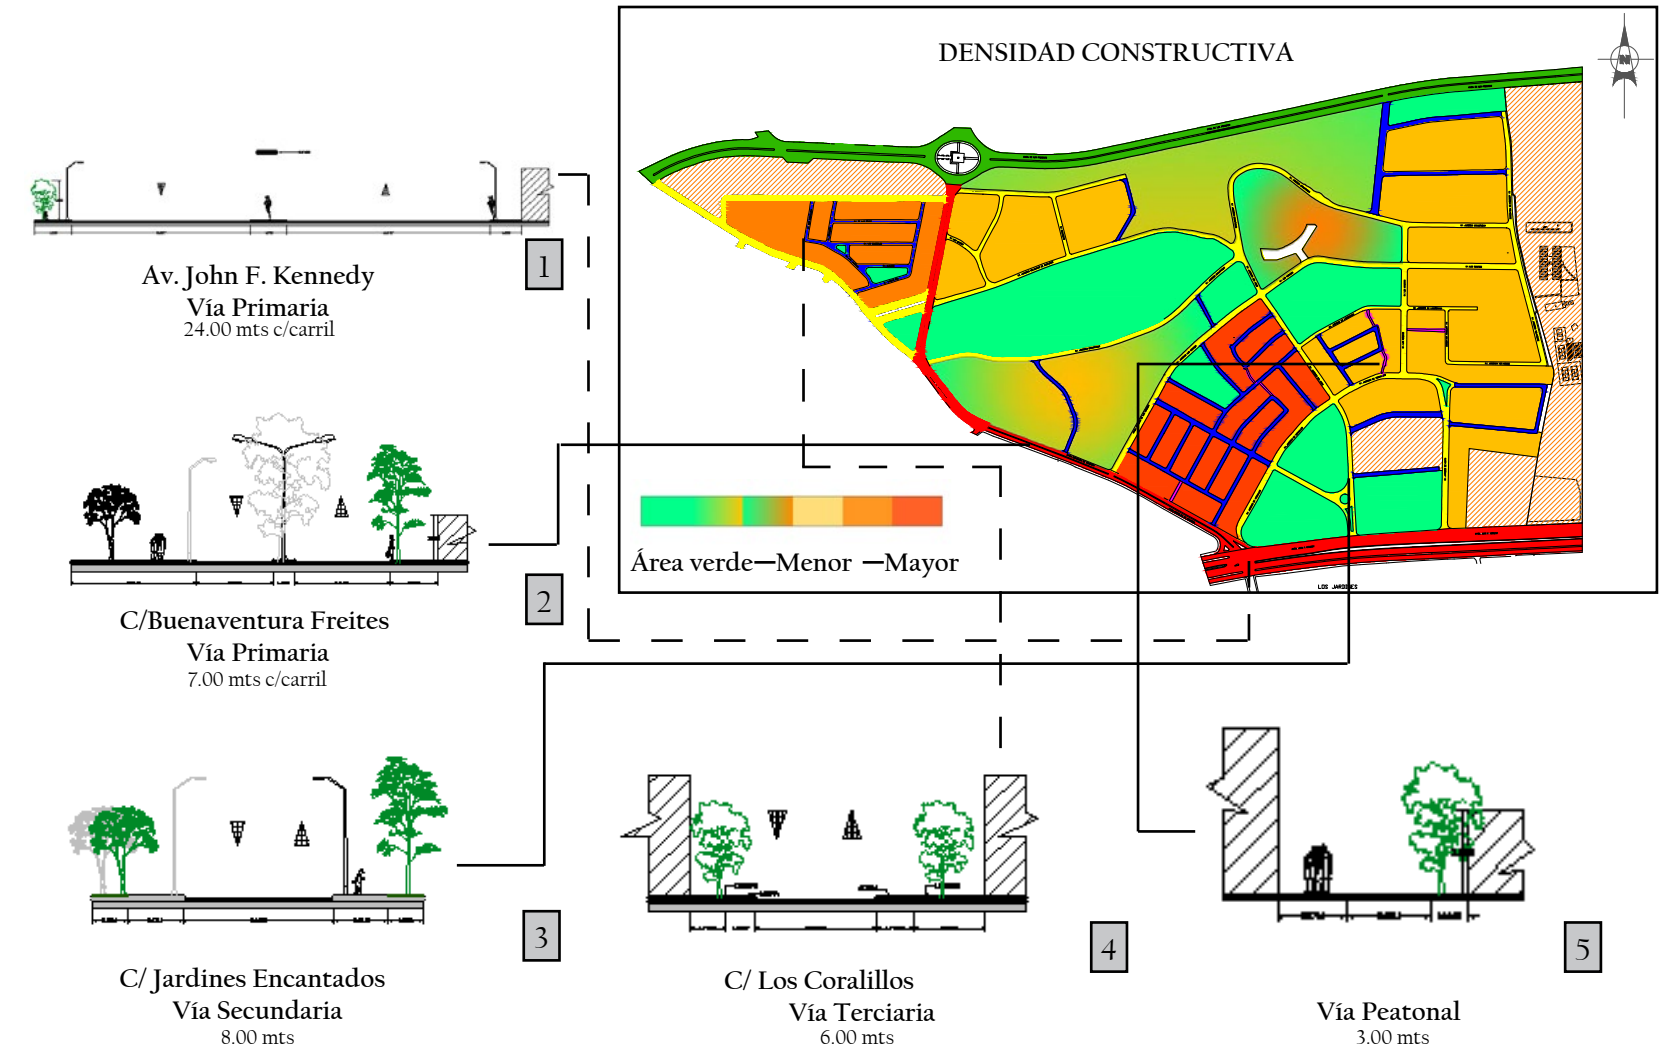 DENSIDAD CONSTRUCTIVA
N
Área verde—Menor —Mayor
LOS JARDINES
1
Av. John F. Kennedy
Vía Primaria
24.00 mts c/carril
2
C/Buenaventura Freites
Vía Primaria
7.00 mts c/carril
3
C/ Jardines Encantados
Vía Secundaria
8.00 mts
4
C/ Los Coralillos
Vía Terciaria
6.00 mts
5
Vía Peatonal
3.00 mts